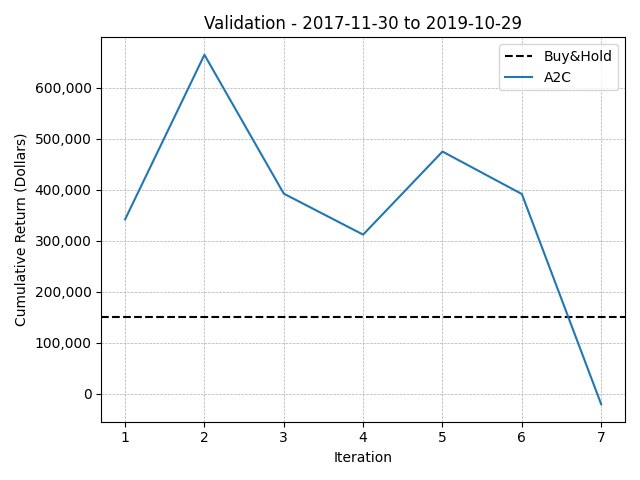 Validation - 2017-11-30 to 2019-10-29
Buy&Hold
A2C
Cumulative Return (Dollars)
600,000
500,000
400,000
300,000
200,000
100,000
0
1 2 3 4 5 6 7
Iteration